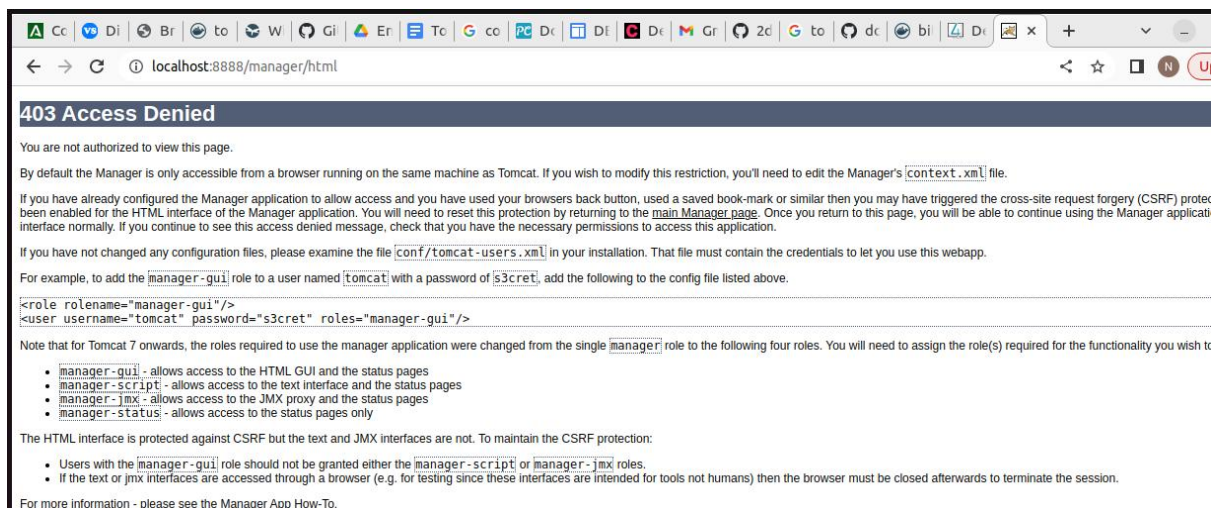 Cc Di Br to W Gi Er To co Dc DE De Gr 2d to dc bi De
localhost:8888/manager/html N Up
403 Access Denied
You are not authorized to view this page.
By default the Manager is only accessible from a browser running on the same machine as Tomcat. If you wish to modify this restriction, you'll need to edit the Manager's context.xml file.
If you have already configured the Manager application to allow access and you have used your browsers back button, used a saved book-mark or similar then you may have triggered the cross-site request forgery (CSRF) protec
been enabled for the HTML interface of the Manager application. You will need to reset this protection by returning to the main Manager page. Once you return to this page, you will be able to continue using the Manager applicati
interface normally. If you continue to see this access denied message, check that you have the necessary permissions to access this application.
If you have not changed any configuration files, please examine the file conf/tomcat-users.xml in your installation. That file must contain the credentials to let you use this webapp.
For example, to add the manager-gui role to a user named tomcat with a password of s3cret, add the following to the config file listed above.
<role rolename="manager-gui"/>
<user username="tomcat" password="s3cret" roles="manager-gui"/>
Note that for Tomcat 7 onwards, the roles required to use the manager application were changed from the single manager role to the following four roles. You will need to assign the role(s) required for the functionality you wish to
• manager-gui - allows access to the HTML GUI and the status pages
• manager-script - allows access to the text interface and the status pages
• manager-jmx - allows access to the JMX proxy and the status pages
• manager-status - allows access to the status pages only
The HTML interface is protected against CSRF but the text and JMX interfaces are not. To maintain the CSRF protection:
• Users with the manager-gui role should not be granted either the manager-script or manager-jmx roles.
• If the text or jmx interfaces are accessed through a browser (e.g. for testing since these interfaces are intended for tools not humans) then the browser must be closed afterwards to terminate the session.
For more information - please see the Manager App How-To.